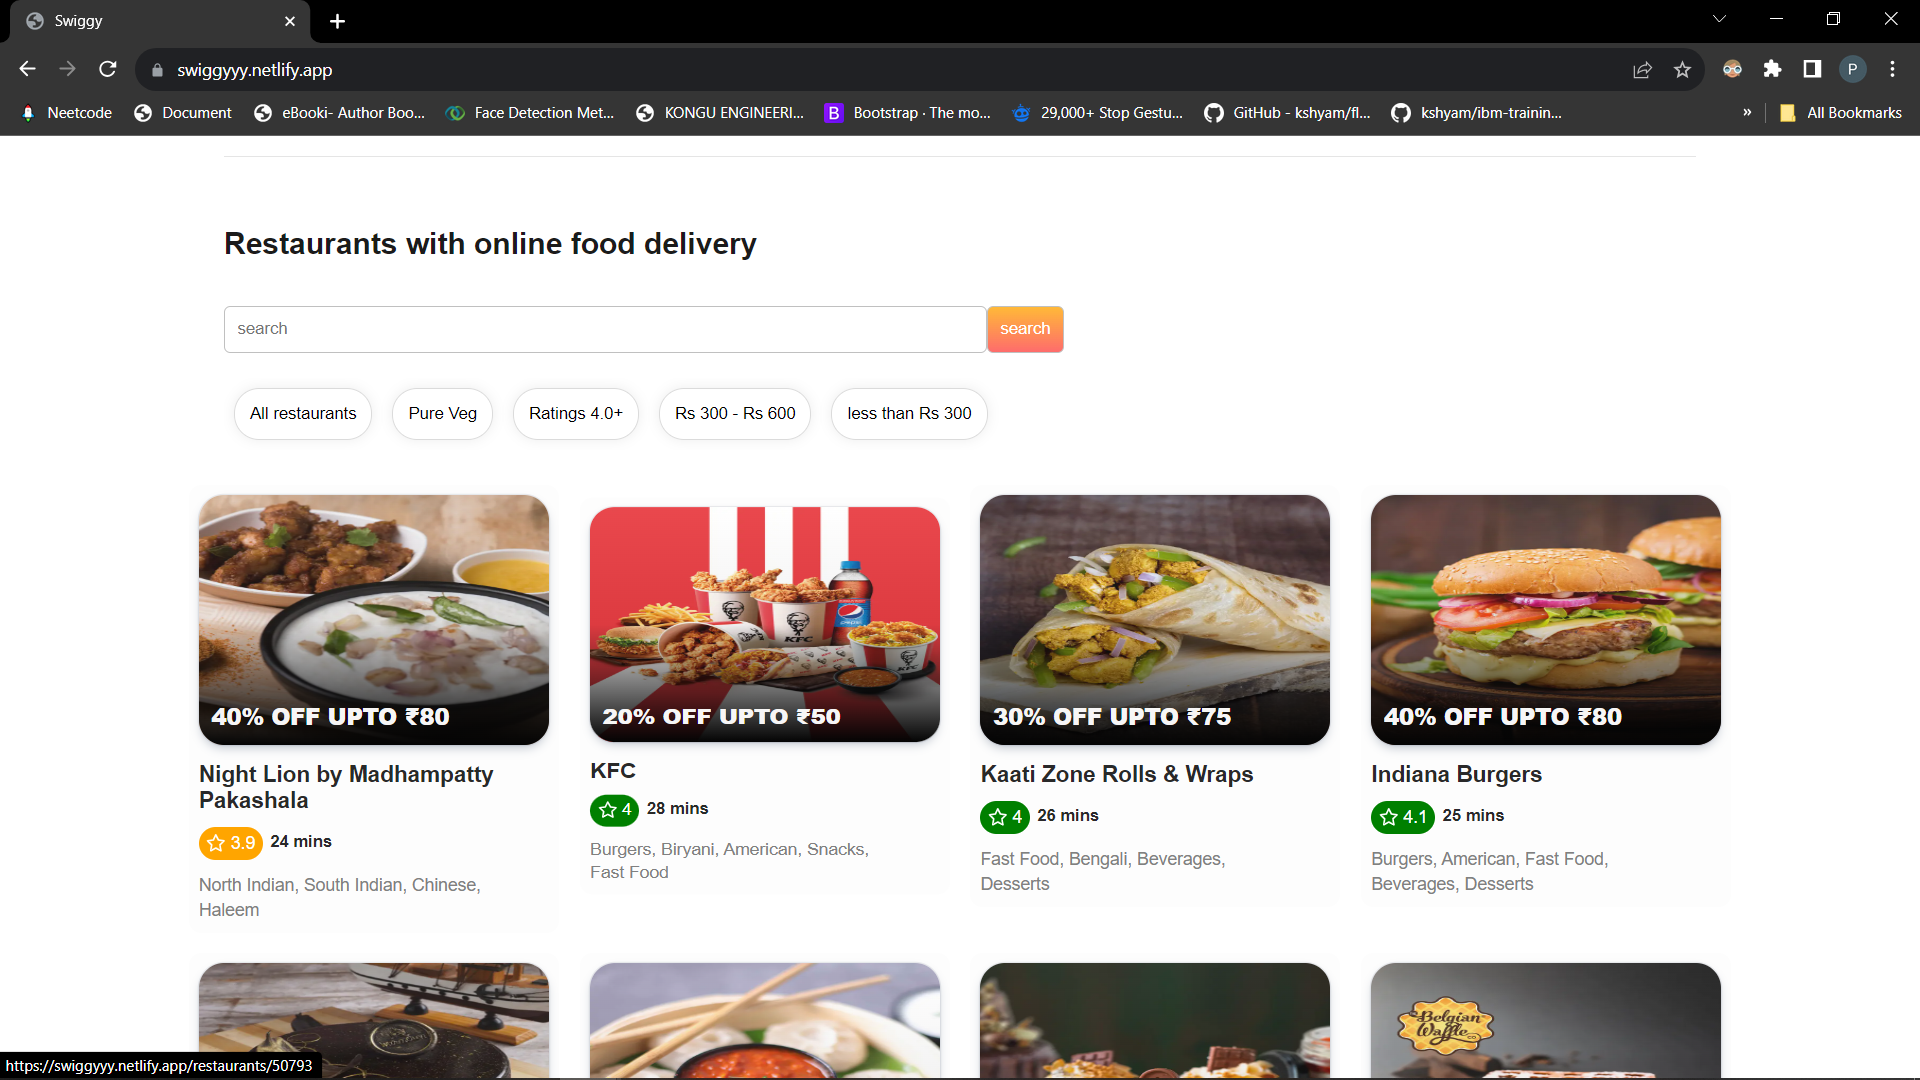 Swiggy
swiggyyy.netlify.app
P
Neetcode
Document
eBooki- Author Boo...
Face Detection Met...
KONGU ENGINEERI...
B
Bootstrap · The mo...
29,000+ Stop Gestu...
GitHub - kshyam/fl...
kshyam/ibm-trainin...
»
All Bookmarks
Restaurants with online food delivery
search
search
All restaurants
Pure Veg
Ratings 4.0+
Rs 300 - Rs 600
less than Rs 300
40% OFF UPTO ₹80
Night Lion by Madhampatty
Pakashala
3.9
24 mins
North Indian, South Indian, Chinese,
Haleem
KFC
pepsi
20% OFF UPTO ₹50
KFC
4
28 mins
Burgers, Biryani, American, Snacks,
Fast Food
30% OFF UPTO ₹75
Kaati Zone Rolls & Wraps
4
26 mins
Fast Food, Bengali, Beverages,
Desserts
40% OFF UPTO ₹80
Indiana Burgers
4.1
25 mins
Burgers, American, Fast Food,
Beverages, Desserts
Belgian
Waffle
https://swiggyyy.netlify.app/restaurants/50793